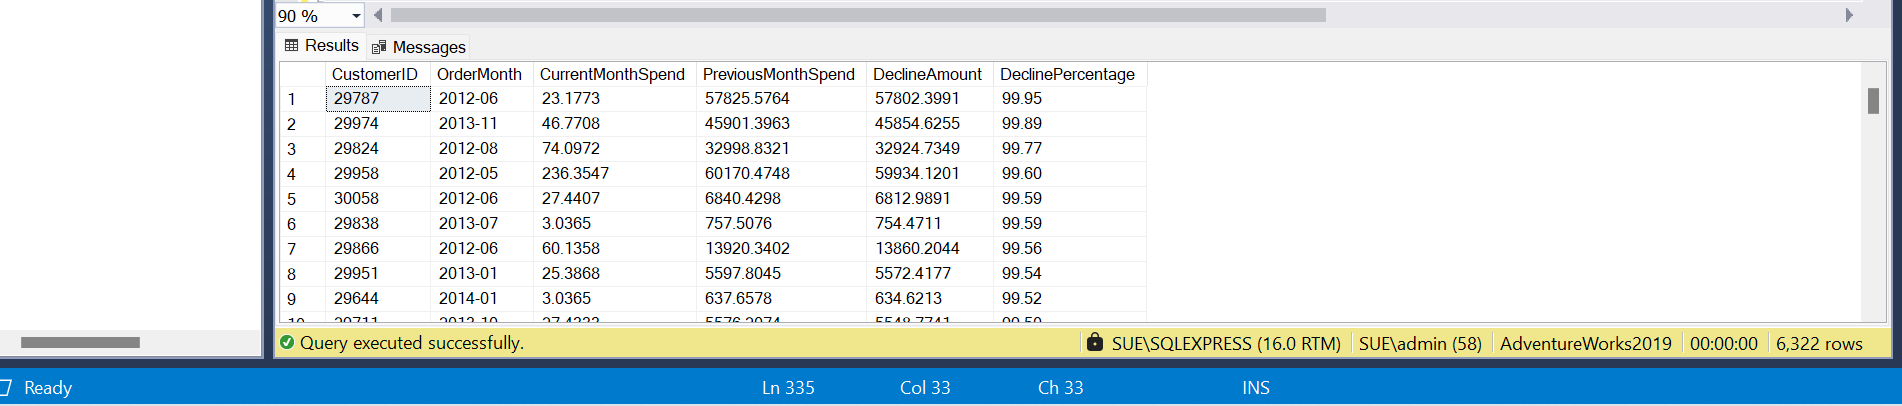 90 %
Results Messages
CustomerID OrderMonth CurrentMonthSpend PreviousMonthSpend DeclineAmount DeclinePercentage
1 29787 2012-06 23.1773 57825.5764 57802.3991 99.95
2 29974 2013-11 46.7708 45901.3963 45854.6255 99.89
3 29824 2012-08 74.0972 32998.8321 32924.7349 99.77
4 29958 2012-05 236.3547 60170.4748 59934.1201 99.60
5 30058 2012-06 27.4407 6840.4298 6812.9891 99.59
6 29838 2013-07 3.0365 757.5076 754.4711 99.59
7 29866 2012-06 60.1358 13920.3402 13860.2044 99.56
8 29951 2013-01 25.3868 5597.8045 5572.4177 99.54
9 29644 2014-01 3.0365 637.6578 634.6213 99.52
Query executed successfully. SUE\SQLEXPRESS (16.0 RTM) SUE\admin (58) AdventureWorks2019 00:00:00 6,322 rows
Ready Ln 335 Col 33 Ch 33 INS